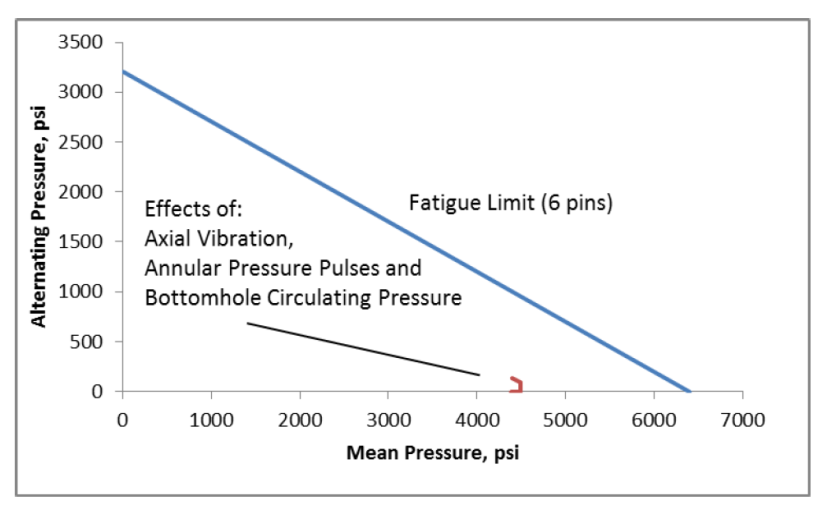 3500
3000
2500
2000
1500
1000
500
0
Alternating Pressure, psi
Effects of:
Axial Vibration,
Annular Pressure Pulses and
Bottomhole Circulating Pressure
Fatigue Limit (6 pins)
0 1000 2000 3000 4000 5000 6000 7000
Mean Pressure, psi